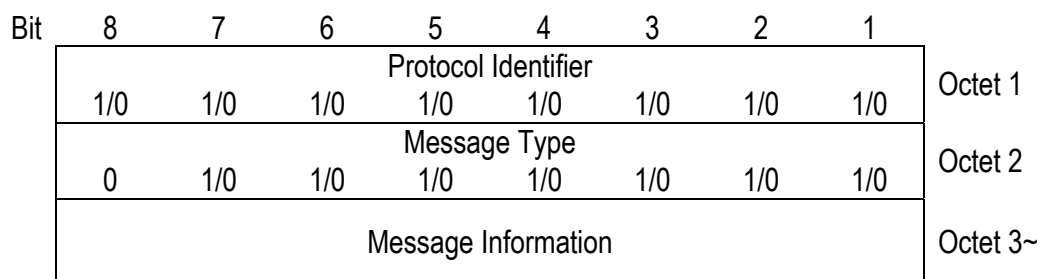 Bit 8 7 6 5 4 3 2 1
Protocol Identifier
1/0 1/0 1/0 1/0 1/0 1/0 1/0 1/0
Octet 1
Message Type
0 1/0 1/0 1/0 1/0 1/0 1/0 1/0
Octet 2
Message Information
Octet 3~